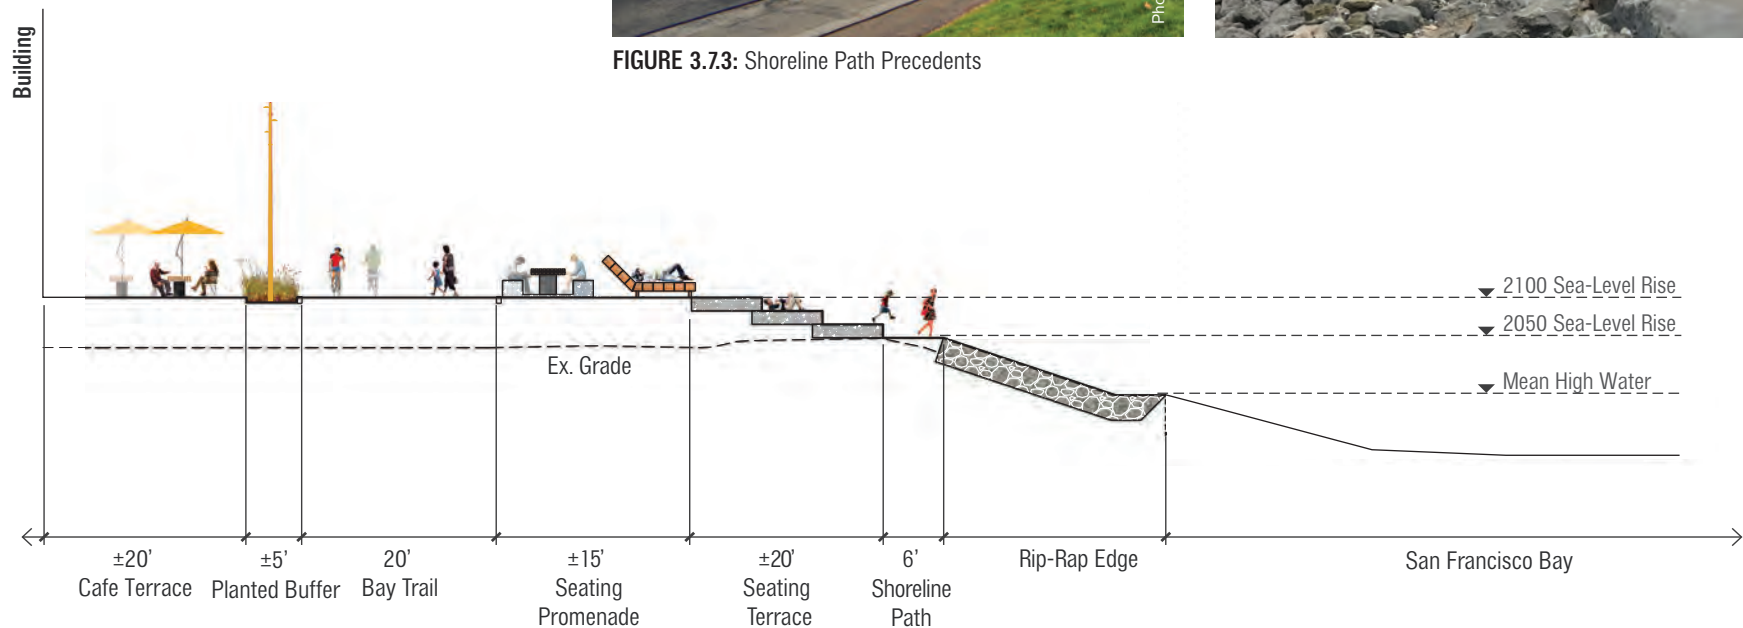 Pho
FIGURE 3.7.3: Shoreline Path Precedents
Building
2100 Sea-Level Rise
2050 Sea-Level Rise
Mean High Water
Ex. Grade
±20’
Cafe Terrace
±5’
Planted Buffer
20’
Bay Trail
±15’
Seating
Promenade
±20’
Seating
Terrace
6’
Shoreline
Path
Rip-Rap Edge
San Francisco Bay